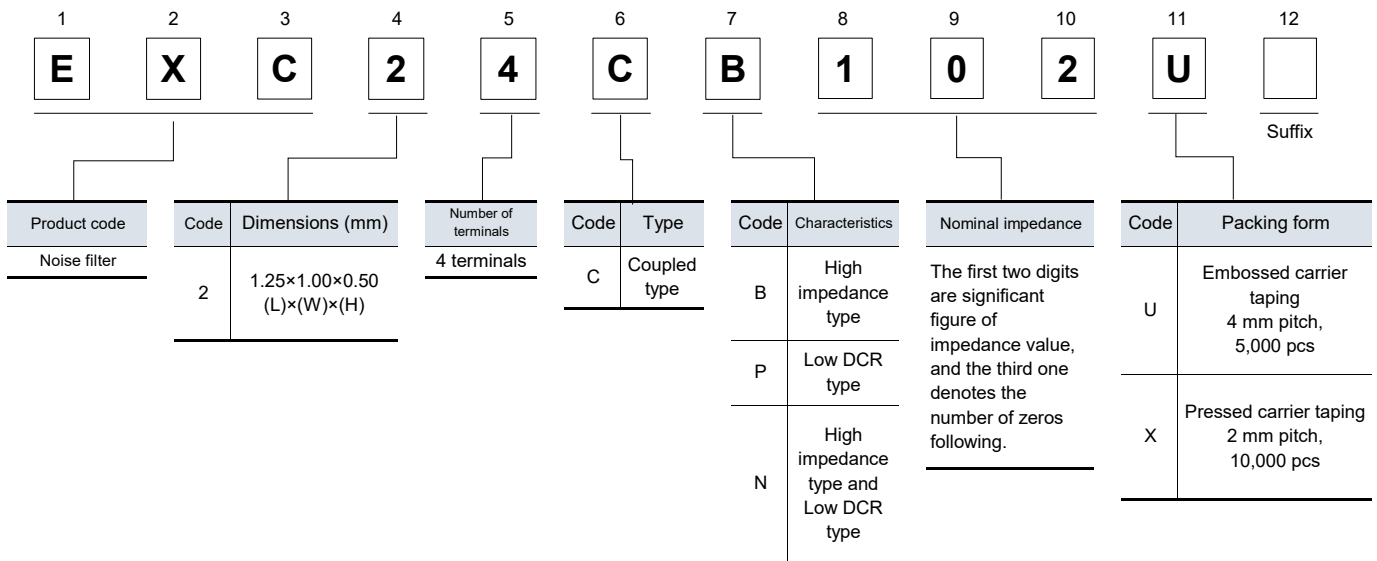 1 2 3 4 5 6 7 8 9 10 11 12
E X C 2 4 C B 1 0 2 U
Suffix
Product code
Noise filter
Code Dimensions (mm)
2
1.25×1.00×0.50
(L)×(W)×(H)
Number of
terminals
4 terminals
Code Type
C
Coupled
type
Code Characteristics
B
High
impedance
type
P
Low DCR
type
N
High
impedance
type and
Low DCR
type
Nominal impedance
The first two digits
are significant
figure of
impedance value,
and the third one
denotes the
number of zeros
following.
Code Packing form
U
Embossed carrier
taping
4 mm pitch,
5,000 pcs
X
Pressed carrier taping
2 mm pitch,
10,000 pcs